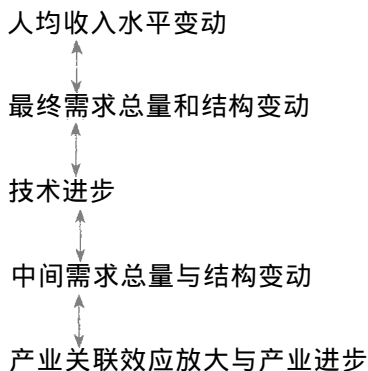 人均收入水平变动
最终需求总量和结构变动
技术进步
中间需求总量与结构变动
产业关联效应放大与产业进步